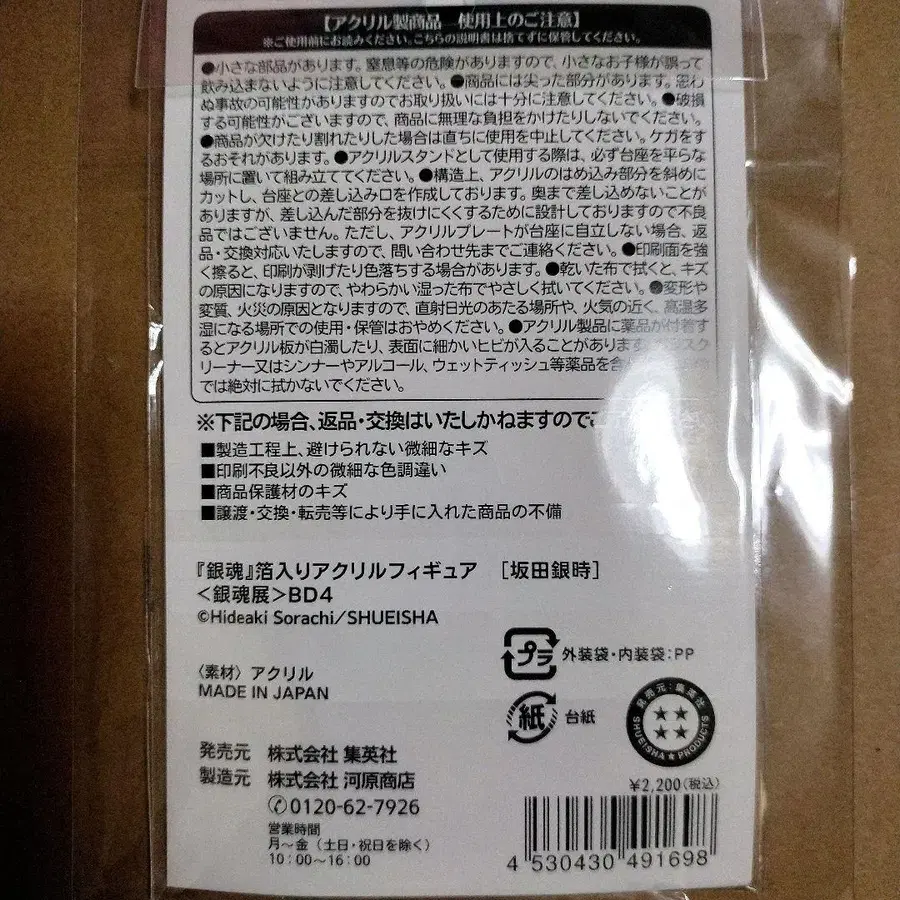 【アクリル製商品 使用上のご注意】
※ご使用前にお読みください。こちらの説明書は捨てずに保管してください。
●小さな部品があります。窒息等の危険がありますので、小さなお子様が誤って
飲み込まないように注意してください。●商品には尖った部分があります。思わ
ぬ事故の可能性がありますのでお取り扱いには十分に注意してください。●破損
する可能性がございますので、商品に無理な負担をかけたりしないでください。
●商品が欠けたり割れたりした場合は直ちに使用を中止してください。ケガをす
るおそれがあります。●アクリルスタンドとして使用する際は、必ず台座を平らな
場所に置いて組み立ててください。●構造上、アクリルのはめ込み部分を斜めに
カットし、台座との差し込み口を作成しております。奥まで差し込めないことが
ありますが、差し込んだ部分を抜けにくくするために設計しておりますので不良
品ではございません。ただし、アクリルプレートが台座に自立しない場合、返
品・交換対応いたしますので、問い合わせ先までご連絡ください。●印刷面を強
く擦ると、印刷が剥げたり色落ちする場合があります。●乾いた布で拭くと、キズ
の原因になりますので、やわらかい湿った布でやさしく拭いてください。●変形や
変質、火災の原因となりますので、直射日光のあたる場所や、火気の近く、高温多
湿になる場所での使用・保管はおやめください。●アクリル製品に薬品が付着す
るとアクリル板が白濁したり、表面に細かいヒビが入ることがあります。
クリーナー又はシンナーやアルコール、ウェットティッシュ等薬品を含
では絶対に拭かないでください。
※下記の場合、返品・交換はいたしかねますのでご
■製造工程上、避けられない微細なキズ
■印刷不良以外の微細な色調違い
■商品保護材のキズ
■譲渡・交換・転売等により手に入れた商品の不備
『銀魂』箔入りアクリルフィギュア [坂田銀時]
<銀魂展>BD4
©Hideaki Sorachi/SHUEISHA
〈素材〉アクリル
MADE IN JAPAN
プラ 外装袋・内装袋:PP
紙 台紙
発売元:集英社
SHUEISHA★PRODUCTS
発売元 株式会社 集英社
製造元 株式会社 河原商店
✆0120-62-7926
営業時間
月〜金(土日・祝日を除く)
10:00〜16:00
¥2,200(税込)
4 530430 491698